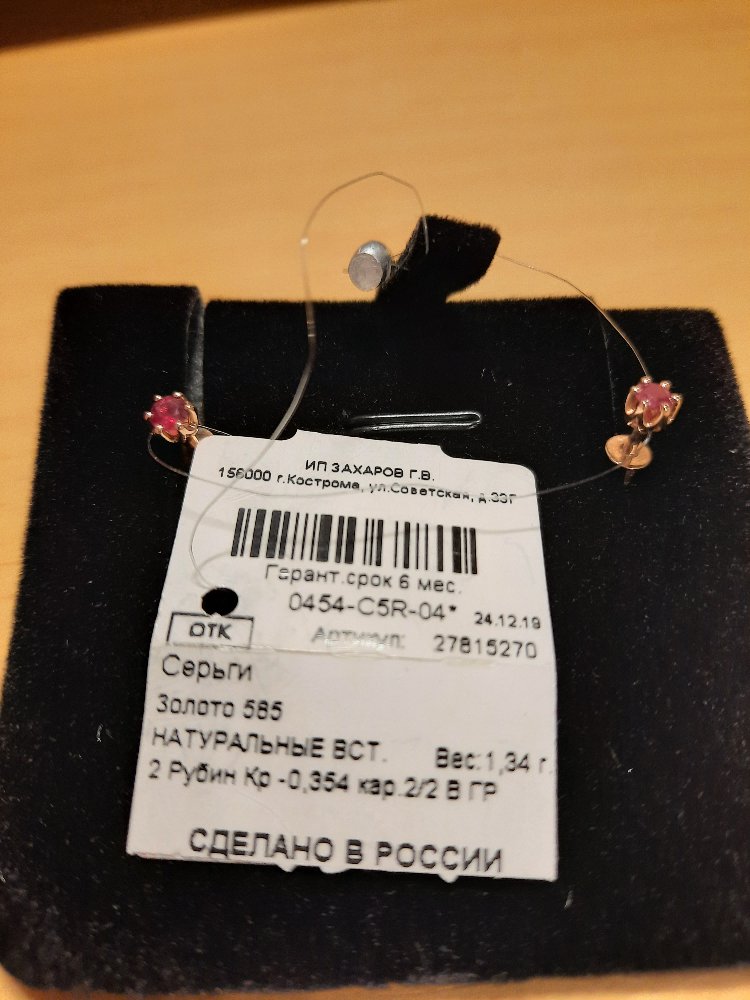 ИП ЗАХАРОВ Г.В.
156000 г.Кострома, ул.Советская, д.33Г
Гарант.срок 6 мес.
0454-C5R-04* 24.12.19
ОТК Артикул: 27815270
Серьги
Золото 585
НАТУРАЛЬНЫЕ ВСТ. Вес:1,34 г.
2 Рубин Кр -0,354 кар.2/2 В ГР
СДЕЛАНО В РОССИИ